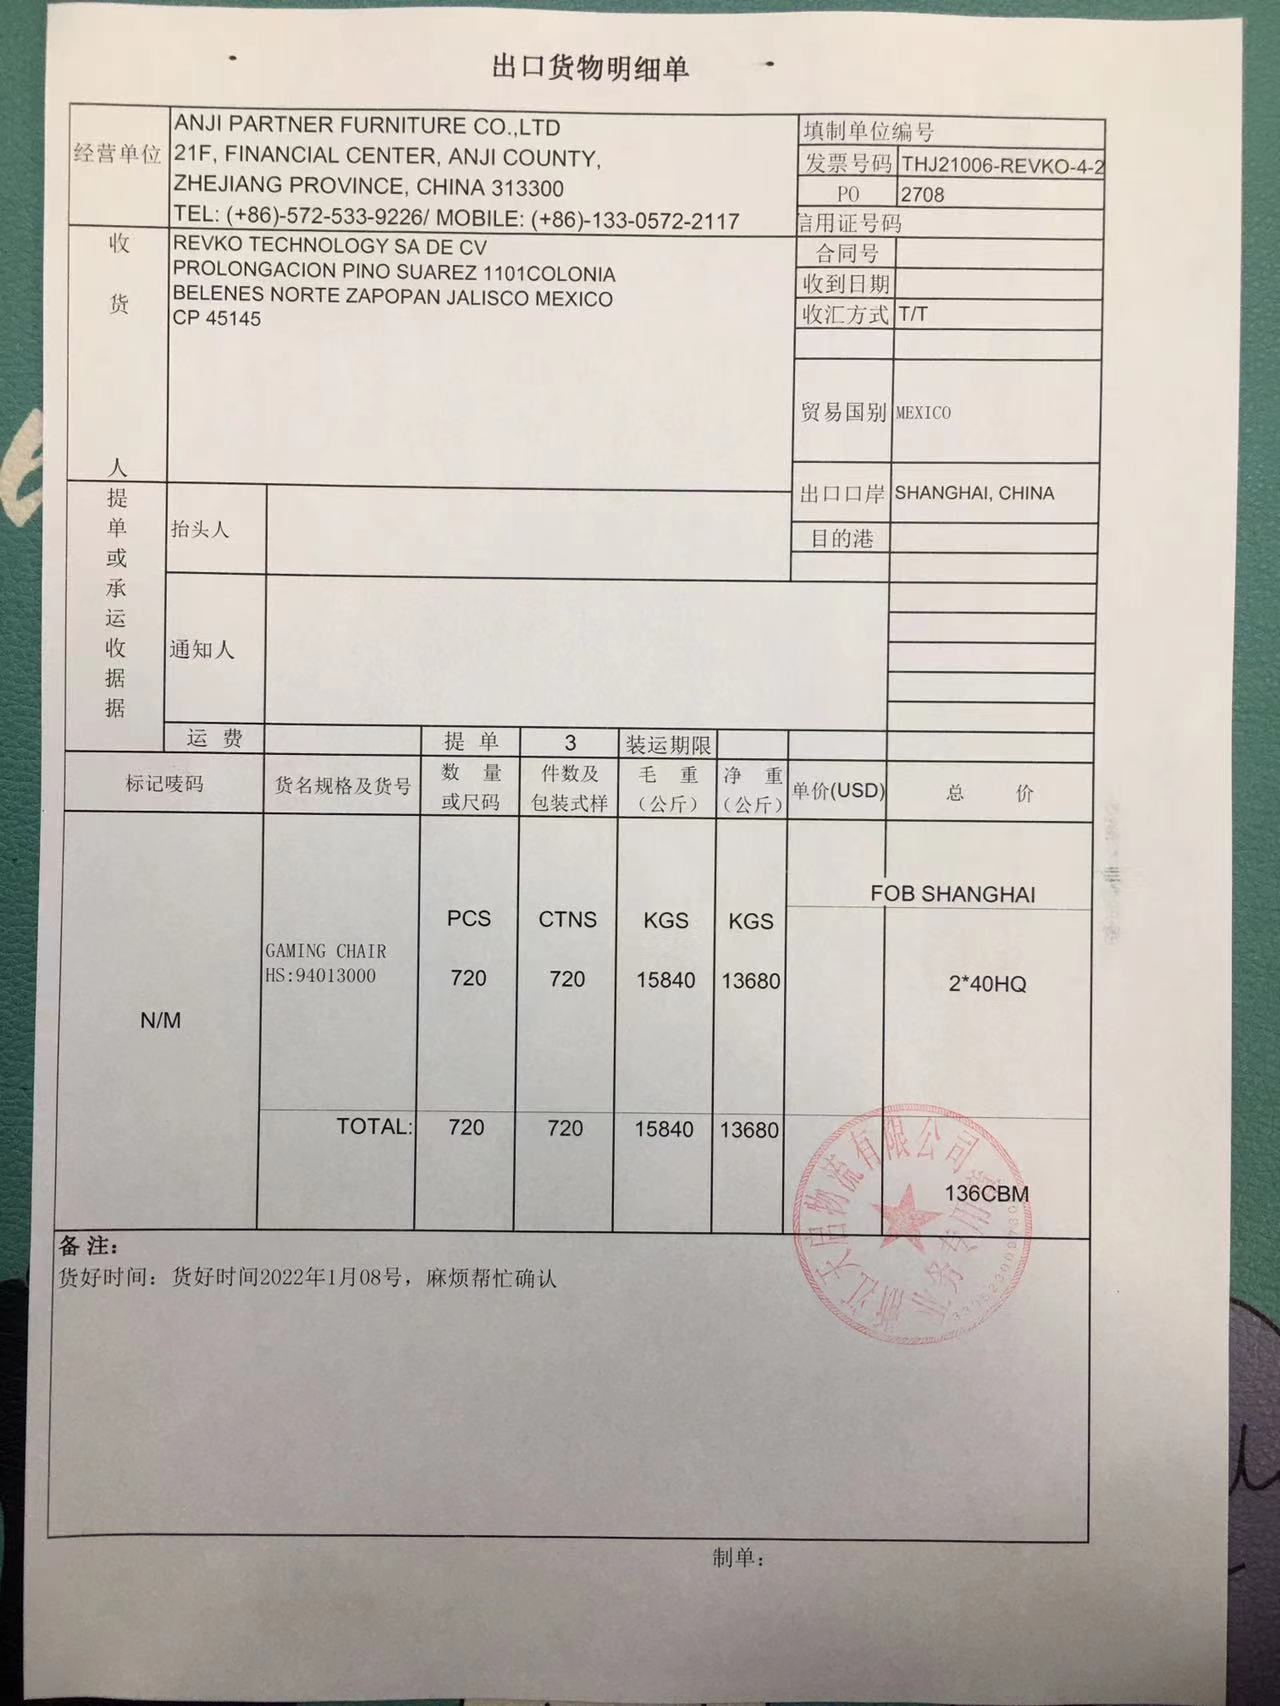 出口货物明细单
经营单位
ANJI PARTNER FURNITURE CO.,LTD
21F, FINANCIAL CENTER, ANJI COUNTY,
ZHEJIANG PROVINCE, CHINA 313300
TEL: (+86)-572-533-9226/ MOBILE: (+86)-133-0572-2117
填制单位编号
发票号码 THJ21006-REVKO-4-2
PO 2708
信用证号码
收货人
REVKO TECHNOLOGY SA DE CV
PROLONGACION PINO SUAREZ 1101COLONIA
BELENES NORTE ZAPOPAN JALISCO MEXICO
CP 45145
合同号
收到日期
收汇方式 T/T
贸易国别 MEXICO
出口口岸 SHANGHAI, CHINA
目的港
提单或承运收据据
抬头人
通知人
运 费 提 单 3 装运期限
标记唛码 货名规格及货号 数 量或尺码 件数及包装式样 毛 重（公斤） 净 重（公斤） 单价(USD) 总 价
FOB SHANGHAI
PCS CTNS KGS KGS
GAMING CHAIR
HS:94013000 720 720 15840 13680 2*40HQ
N/M
TOTAL: 720 720 15840 13680
136CBM
备 注：
货好时间：货好时间2022年1月08号，麻烦帮忙确认
物流有限公司
业务专用章
制单：